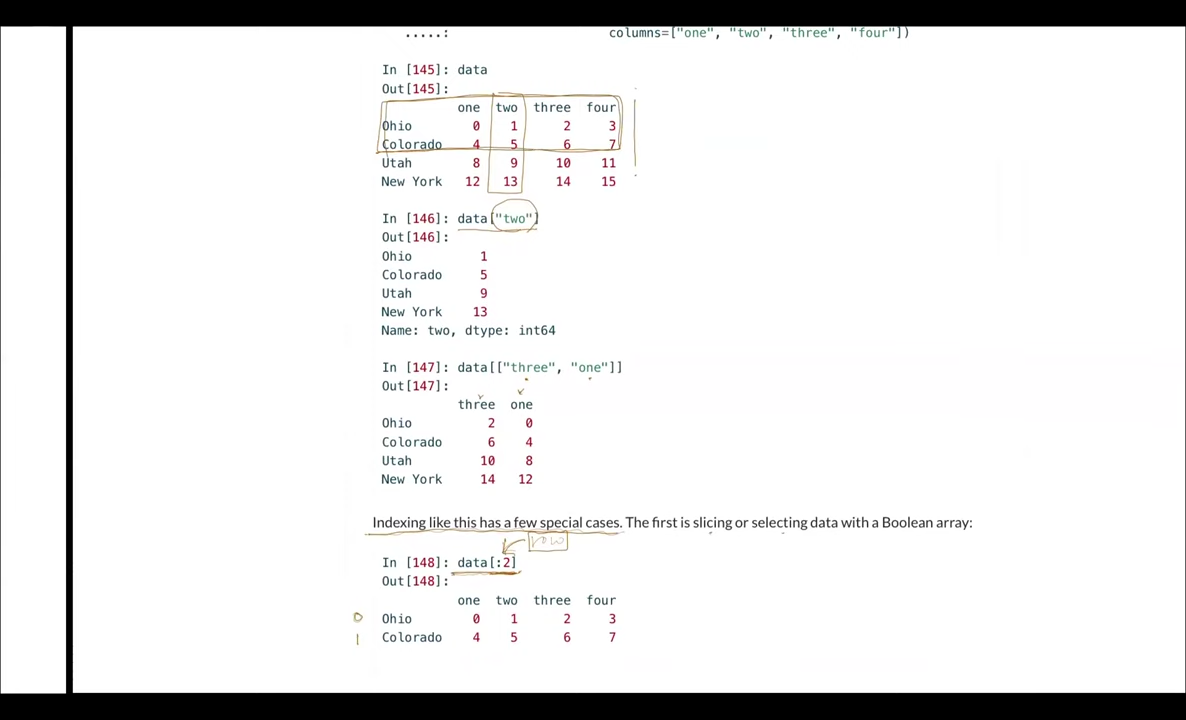 .....: columns=["one", "two", "three", "four"])
In [145]: data
Out[145]:
one two three four
Ohio 0 1 2 3
Colorado 4 5 6 7
Utah 8 9 10 11
New York 12 13 14 15
In [146]: data["two"]
Out[146]:
Ohio 1
Colorado 5
Utah 9
New York 13
Name: two, dtype: int64
In [147]: data[["three", "one"]]
Out[147]:
three one
Ohio 2 0
Colorado 6 4
Utah 10 8
New York 14 12
Indexing like this has a few special cases. The first is slicing or selecting data with a Boolean array:
row
In [148]: data[:2]
Out[148]:
one two three four
0 Ohio 0 1 2 3
1 Colorado 4 5 6 7